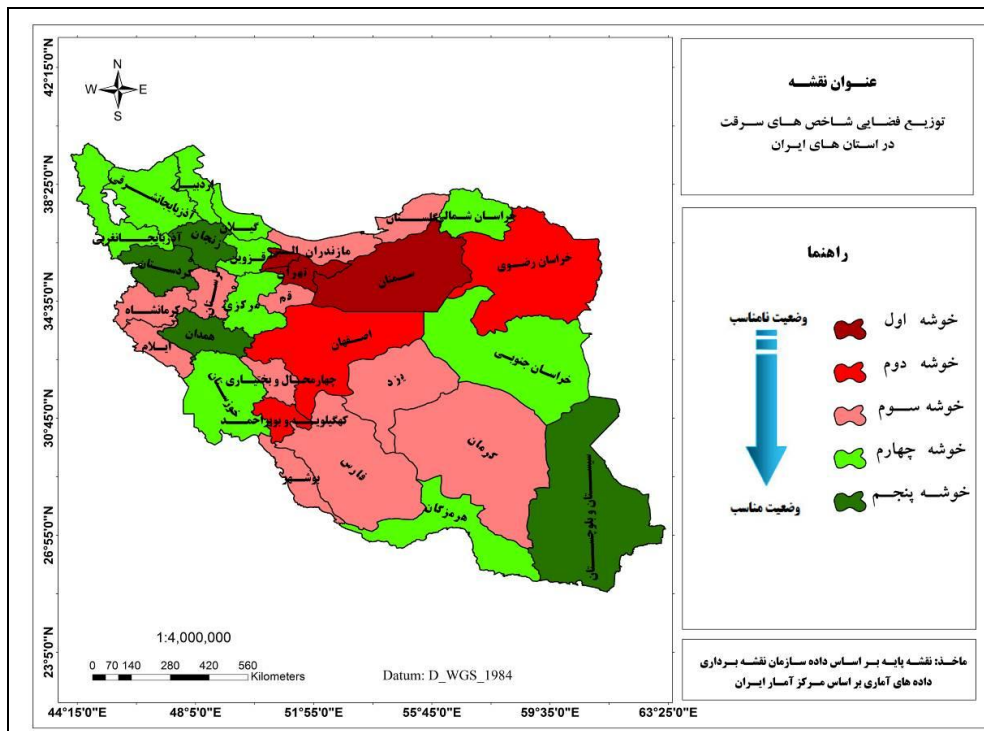 عنوان نقشه
توزیع فضایی شاخص های سرقت
در استان های ایران
راهنما
وضعیت نامناسب
خوشه اول
خوشه دوم
خوشه سوم
خوشه چهارم
خوشه پنجم
وضعیت مناسب
ماخذ: نقشه پایه بر اساس داده سازمان نقشه برداری
داده های آماری بر اساس مرکز آمار ایران
N
W E
S
42°15'0"N
38°25'0"N
34°35'0"N
30°45'0"N
26°55'0"N
23°5'0"N
اردبیل
آذربایجانشرقی
آذربایجانغربی
گیلان
زنجان
قزوین
کردستان
مازندران
گلستان
خراسان شمالی
خراسان رضوی
سمنان
تهران
قم
مرکزی
کرمانشاه
همدان
ایلام
اصفهان
خراسان جنوبی
یزد
چهارمحال و بختیاری
کهگیلویه و بویراحمد
کرمان
فارس
بوشهر
هرمزگان
سیستان و بلوچستان
1:4,000,000
0 70 140 280 420 560
Kilometers
Datum: D_WGS_1984
44°15'0"E 48°5'0"E 51°55'0"E 55°45'0"E 59°35'0"E 63°25'0"E